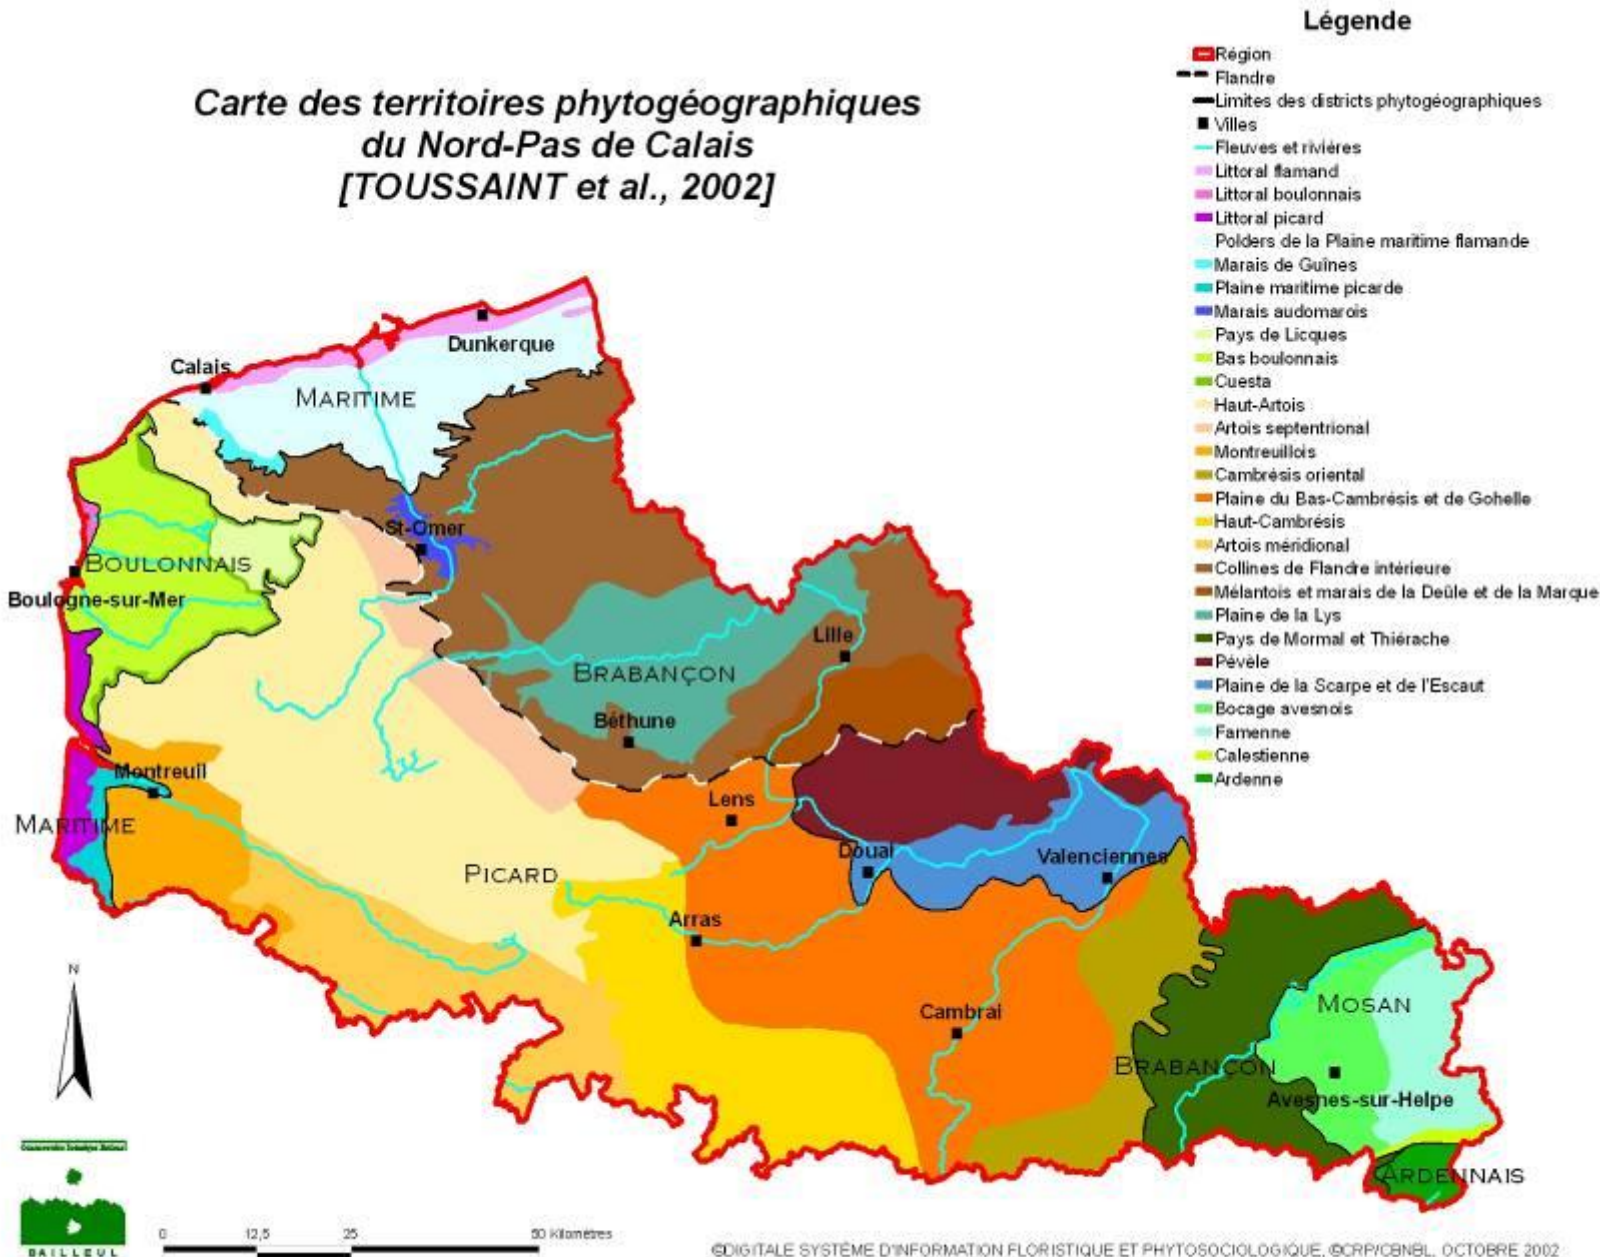 Légende
Région
Flandre
Limites des districts phytogéographiques
Villes
Fleuves et rivières
Littoral flamand
Littoral boulonnais
Littoral picard
Polders de la Plaine maritime flamande
Marais de Guînes
Plaine maritime picarde
Marais audomarois
Pays de Licques
Bas boulonnais
Cuesta
Haut-Artois
Artois septentrional
Montreuillois
Cambrésis oriental
Plaine du Bas-Cambrésis et de Gohelle
Haut-Cambrésis
Artois méridional
Collines de Flandre intérieure
Mélantois et marais de la Deûle et de la Marque
Plaine de la Lys
Pays de Mormal et Thiérache
Pévèle
Plaine de la Scarpe et de l'Escaut
Bocage avesnois
Famenne
Calestienne
Ardenne
Carte des territoires phytogéographiques
du Nord-Pas de Calais
[TOUSSAINT et al., 2002]
Dunkerque
Calais
MARITIME
St-Omer
BOULONNAIS
Boulogne-sur-Mer
Lille
BRABANÇON
Béthune
Montreuil
Lens
MARITIME
Douai
Valenciennes
PICARD
Arras
Cambrai
MOSAN
BRABANÇON
Avesnes-sur-Helpe
ARDENNAIS
N
BAILLEUL
0 12,5 25 50 Kilomètres
©DIGITALE SYSTÈME D'INFORMATION FLORISTIQUE ET PHYTOSOCIOLOGIQUE, ©CRP/CBNBL, OCTOBRE 2002